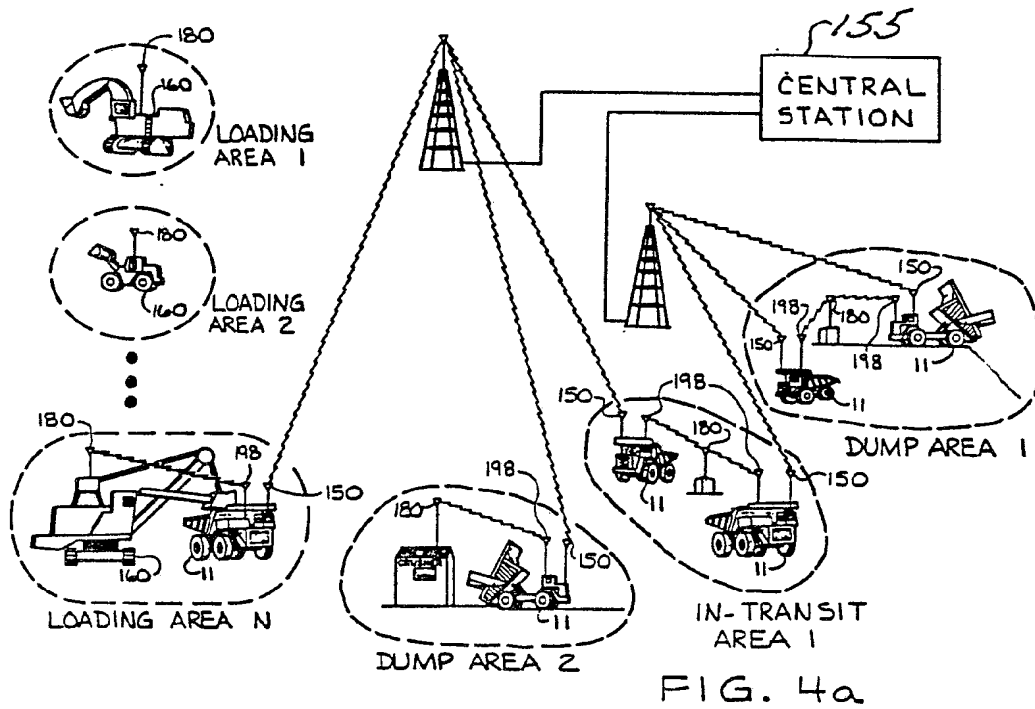 155
CENTRAL
STATION
180
160
LOADING
AREA 1
180
160
LOADING
AREA 2
180
198
150
160
11
LOADING AREA N
180
198
150
11
DUMP AREA 2
150
198
180
11
150
11
IN-TRANSIT
AREA 1
150
198
180
150
198
11
11
DUMP AREA 1
FIG. 4a